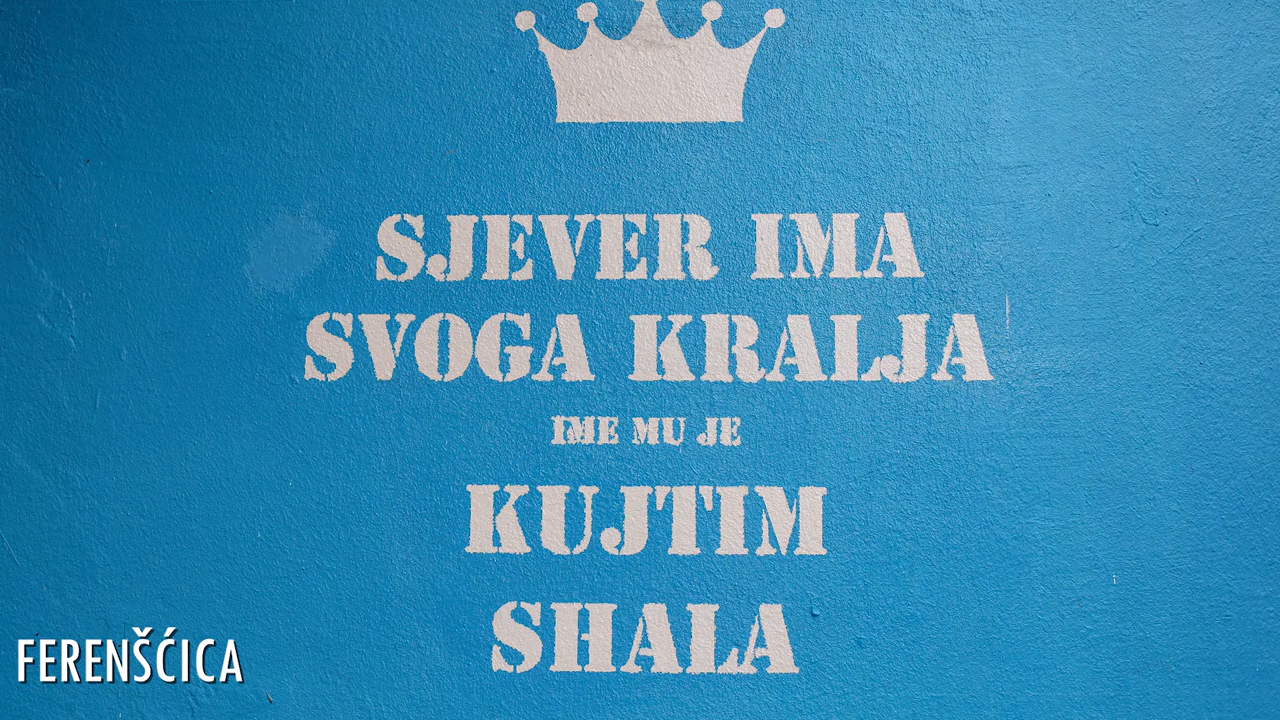 SJEVER IMA
SVOGA KRALJA
IME MU JE
KUJTIM
SHALA
FERENŠĆICA